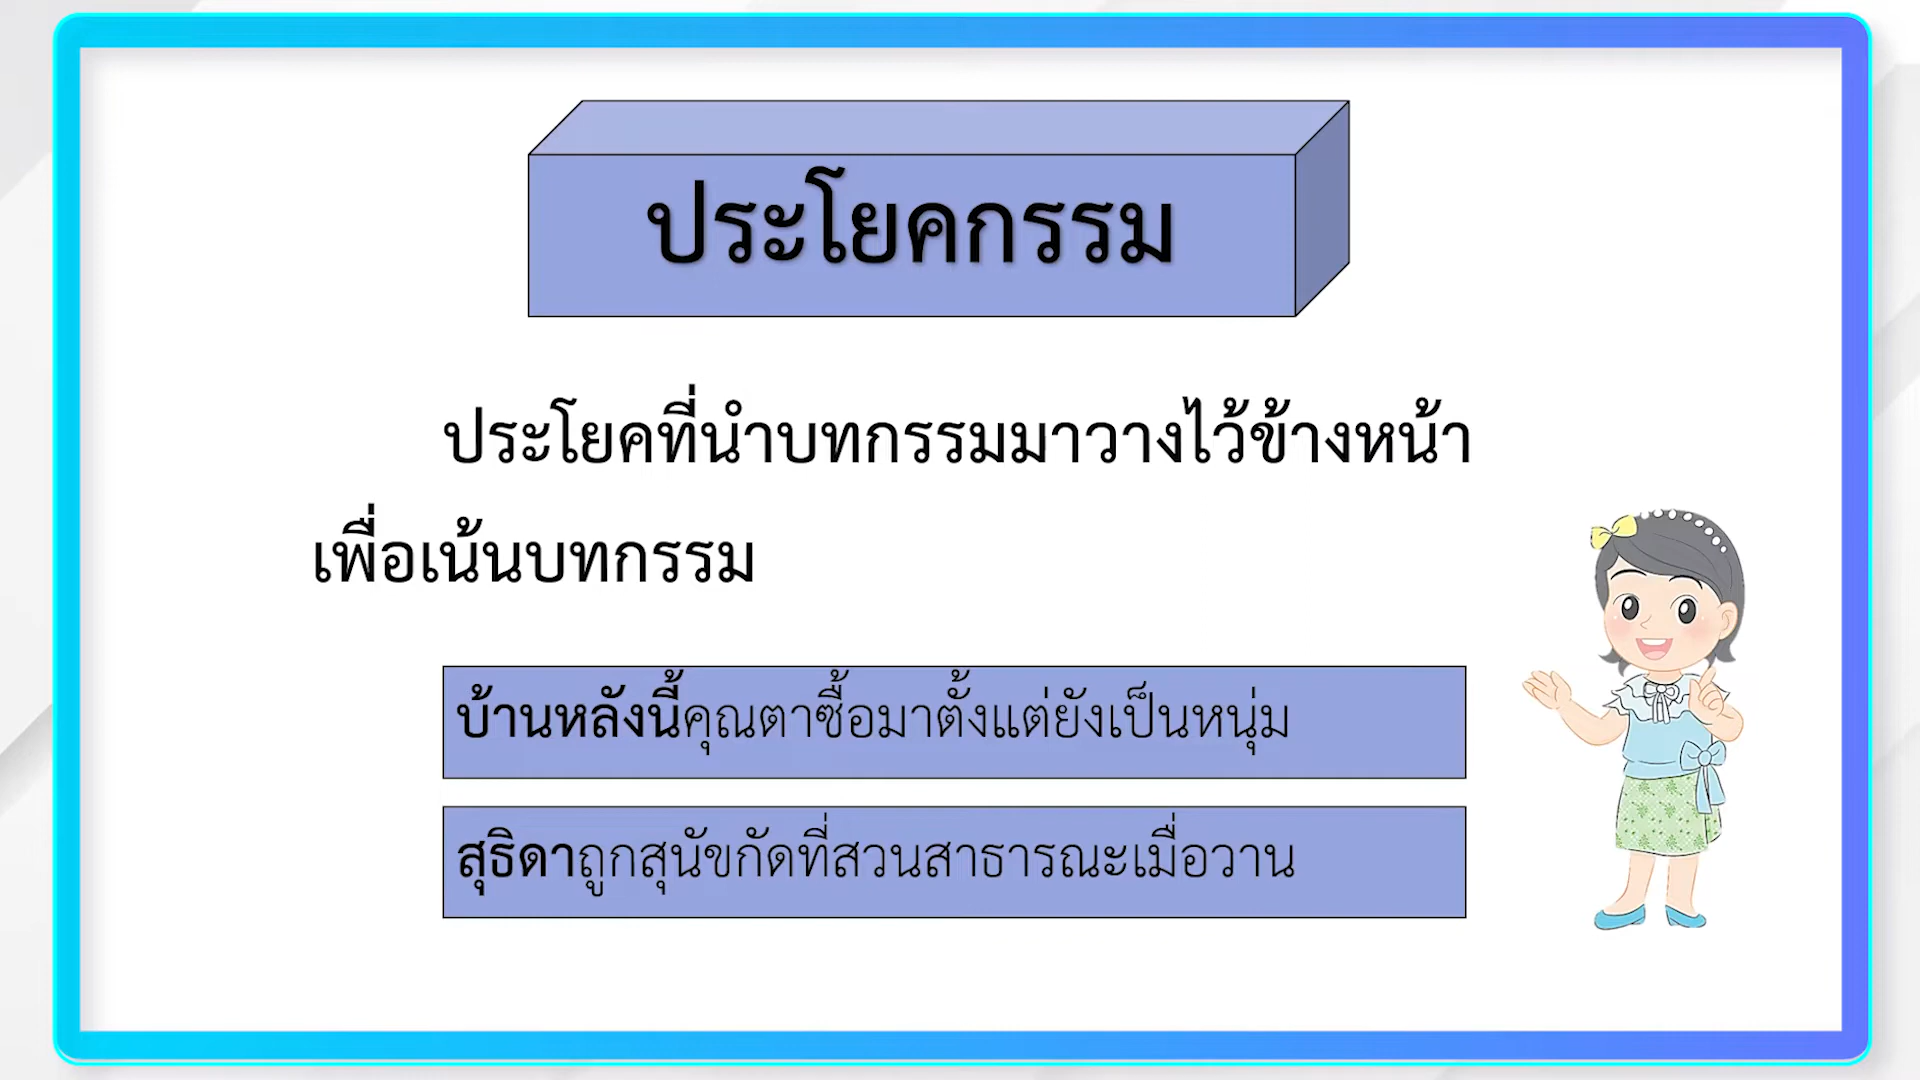 ประโยคกรรม
ประโยคที่นำบทกรรมมาวางไว้ข้างหน้า
เพื่อเน้นบทกรรม
บ้านหลังนี้คุณตาซื้อมาตั้งแต่ยังเป็นหนุ่ม
สุธิดาถูกสุนัขกัดที่สวนสาธารณะเมื่อวาน